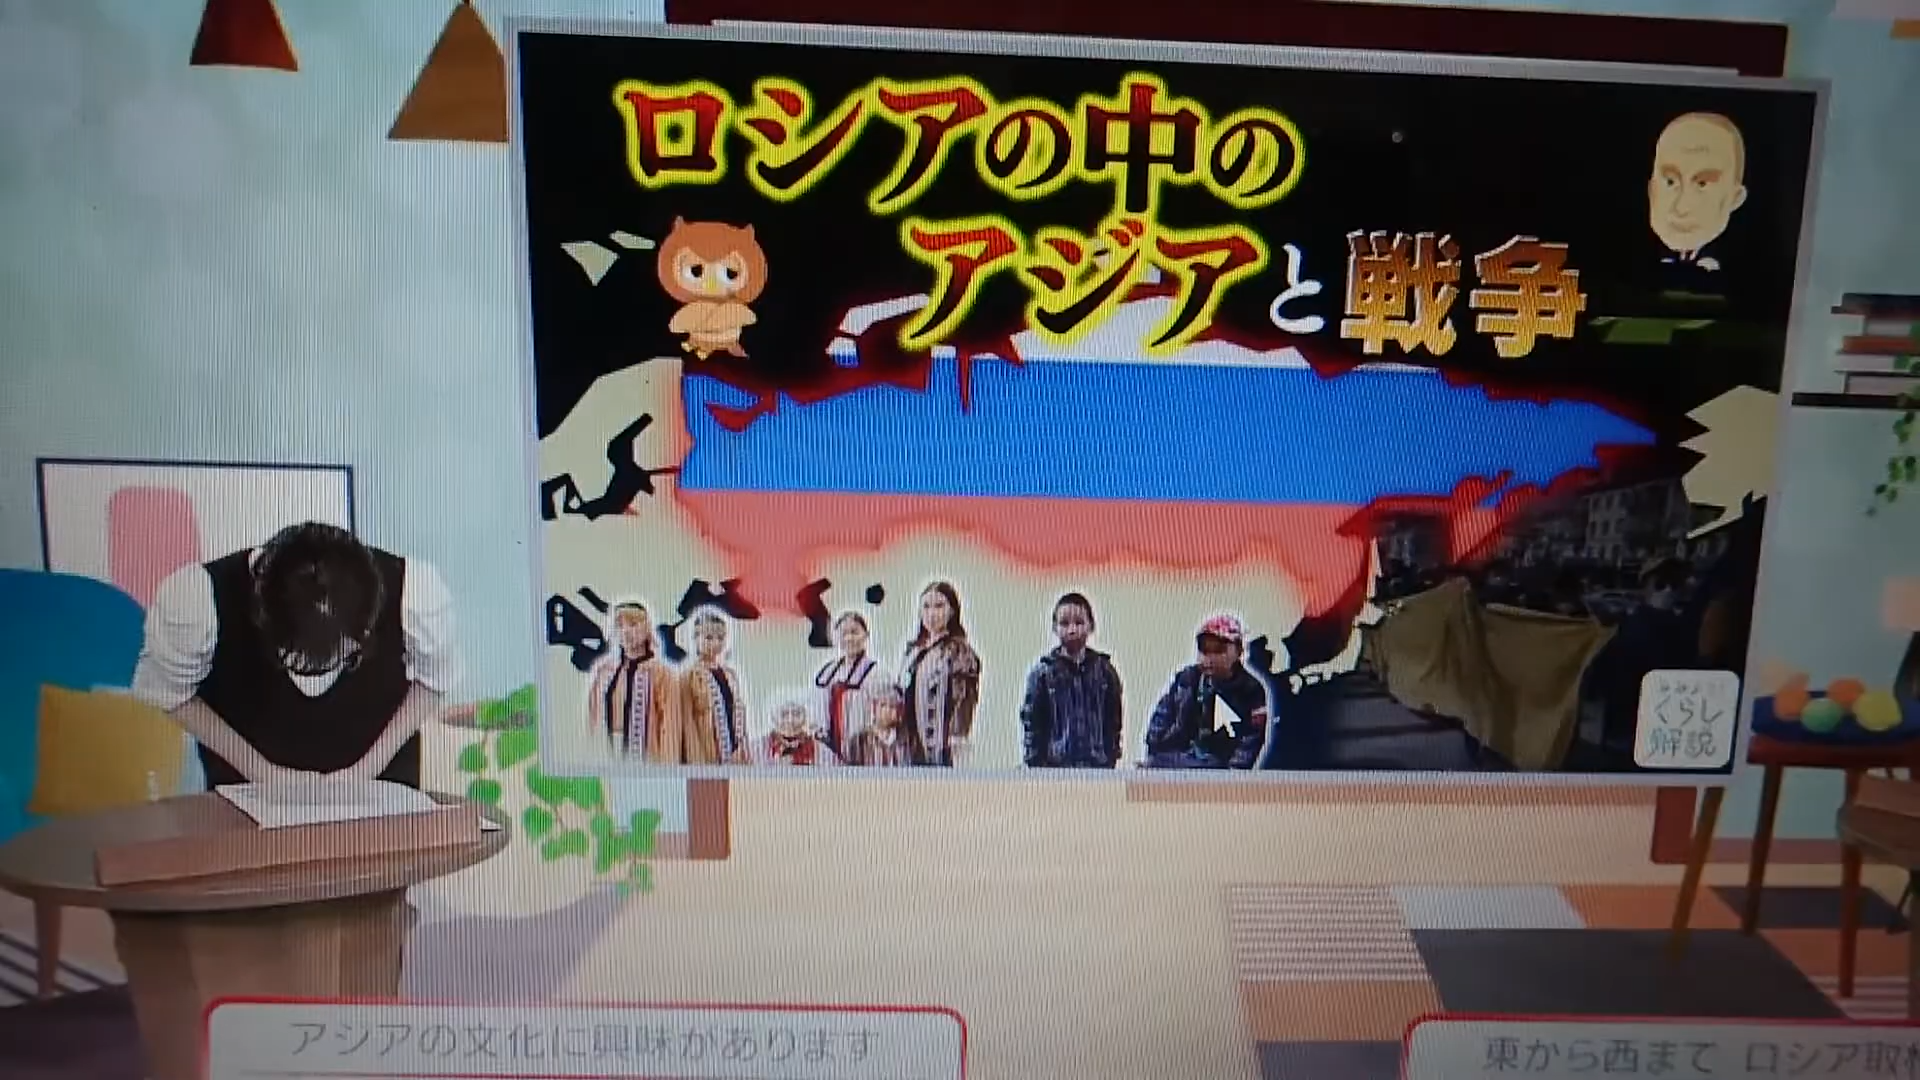 ロシアの中の
アジアと戦争
くらし
解説
アジアの文化に興味があります
東から西まで ロシア取材